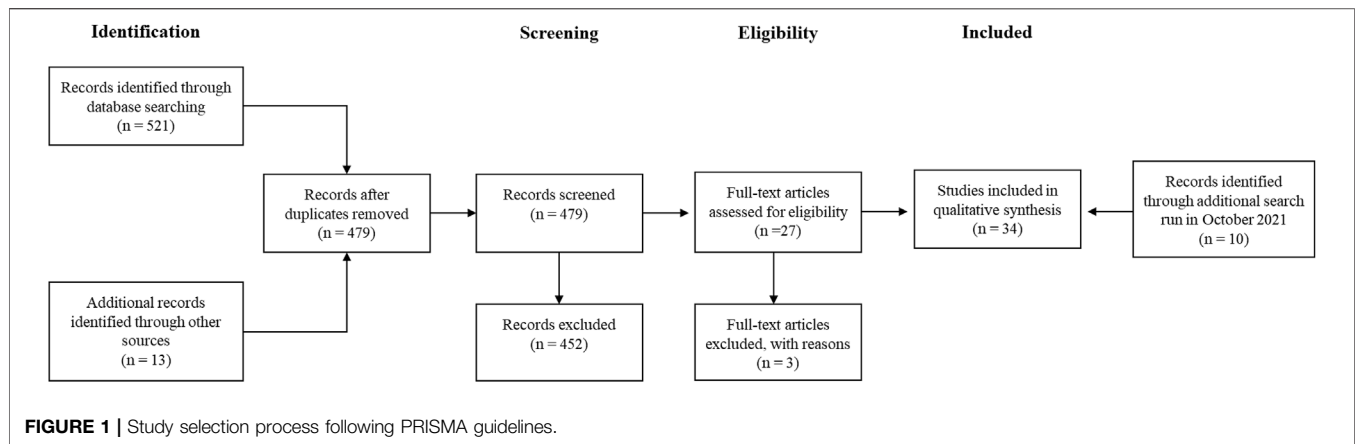 Identification
Screening
Eligibility
Included
Records identified through
database searching
(n = 521)
Additional records
identified through other
sources
(n = 13)
Records after
duplicates removed
(n = 479)
Records screened
(n = 479)
Records excluded
(n = 452)
Full-text articles
assessed for eligibility
(n =27)
Full-text articles
excluded, with reasons
(n = 3)
Studies included in
qualitative synthesis
(n = 34)
Records identified
through additional search
run in October 2021
(n = 10)
FIGURE 1 | Study selection process following PRISMA guidelines.